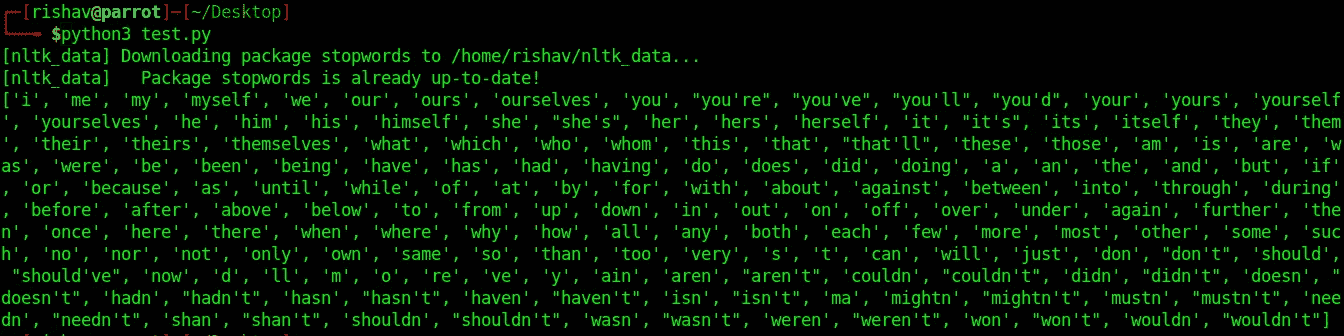 ┌─[rishav@parrot]─[~/Desktop]
└──╼ $python3 test.py
[nltk_data] Downloading package stopwords to /home/rishav/nltk_data...
[nltk_data]   Package stopwords is already up-to-date!
['i', 'me', 'my', 'myself', 'we', 'our', 'ours', 'ourselves', 'you', "you're", "you've", "you'll", "you'd", 'your', 'yours', 'yourself
', 'yourselves', 'he', 'him', 'his', 'himself', 'she', "she's", 'her', 'hers', 'herself', 'it', "it's", 'its', 'itself', 'they', 'them
', 'their', 'theirs', 'themselves', 'what', 'which', 'who', 'whom', 'this', 'that', "that'll", 'these', 'those', 'am', 'is', 'are', 'w
as', 'were', 'be', 'been', 'being', 'have', 'has', 'had', 'having', 'do', 'does', 'did', 'doing', 'a', 'an', 'the', 'and', 'but', 'if'
, 'or', 'because', 'as', 'until', 'while', 'of', 'at', 'by', 'for', 'with', 'about', 'against', 'between', 'into', 'through', 'during'
, 'before', 'after', 'above', 'below', 'to', 'from', 'up', 'down', 'in', 'out', 'on', 'off', 'over', 'under', 'again', 'further', 'the
n', 'once', 'here', 'there', 'when', 'where', 'why', 'how', 'all', 'any', 'both', 'each', 'few', 'more', 'most', 'other', 'some', 'suc
h', 'no', 'nor', 'not', 'only', 'own', 'same', 'so', 'than', 'too', 'very', 's', 't', 'can', 'will', 'just', 'don', "don't", 'should',
 "should've", 'now', 'd', 'll', 'm', 'o', 're', 've', 'y', 'ain', 'aren', "aren't", 'couldn', "couldn't", 'didn', "didn't", 'doesn', "
doesn't", 'hadn', "hadn't", 'hasn', "hasn't", 'haven', "haven't", 'isn', "isn't", 'ma', 'mightn', "mightn't", 'mustn', "mustn't", 'nee
dn', "needn't", 'shan', "shan't", 'shouldn', "shouldn't", 'wasn', "wasn't", 'weren', "weren't", 'won', "won't", 'wouldn', "wouldn't"]